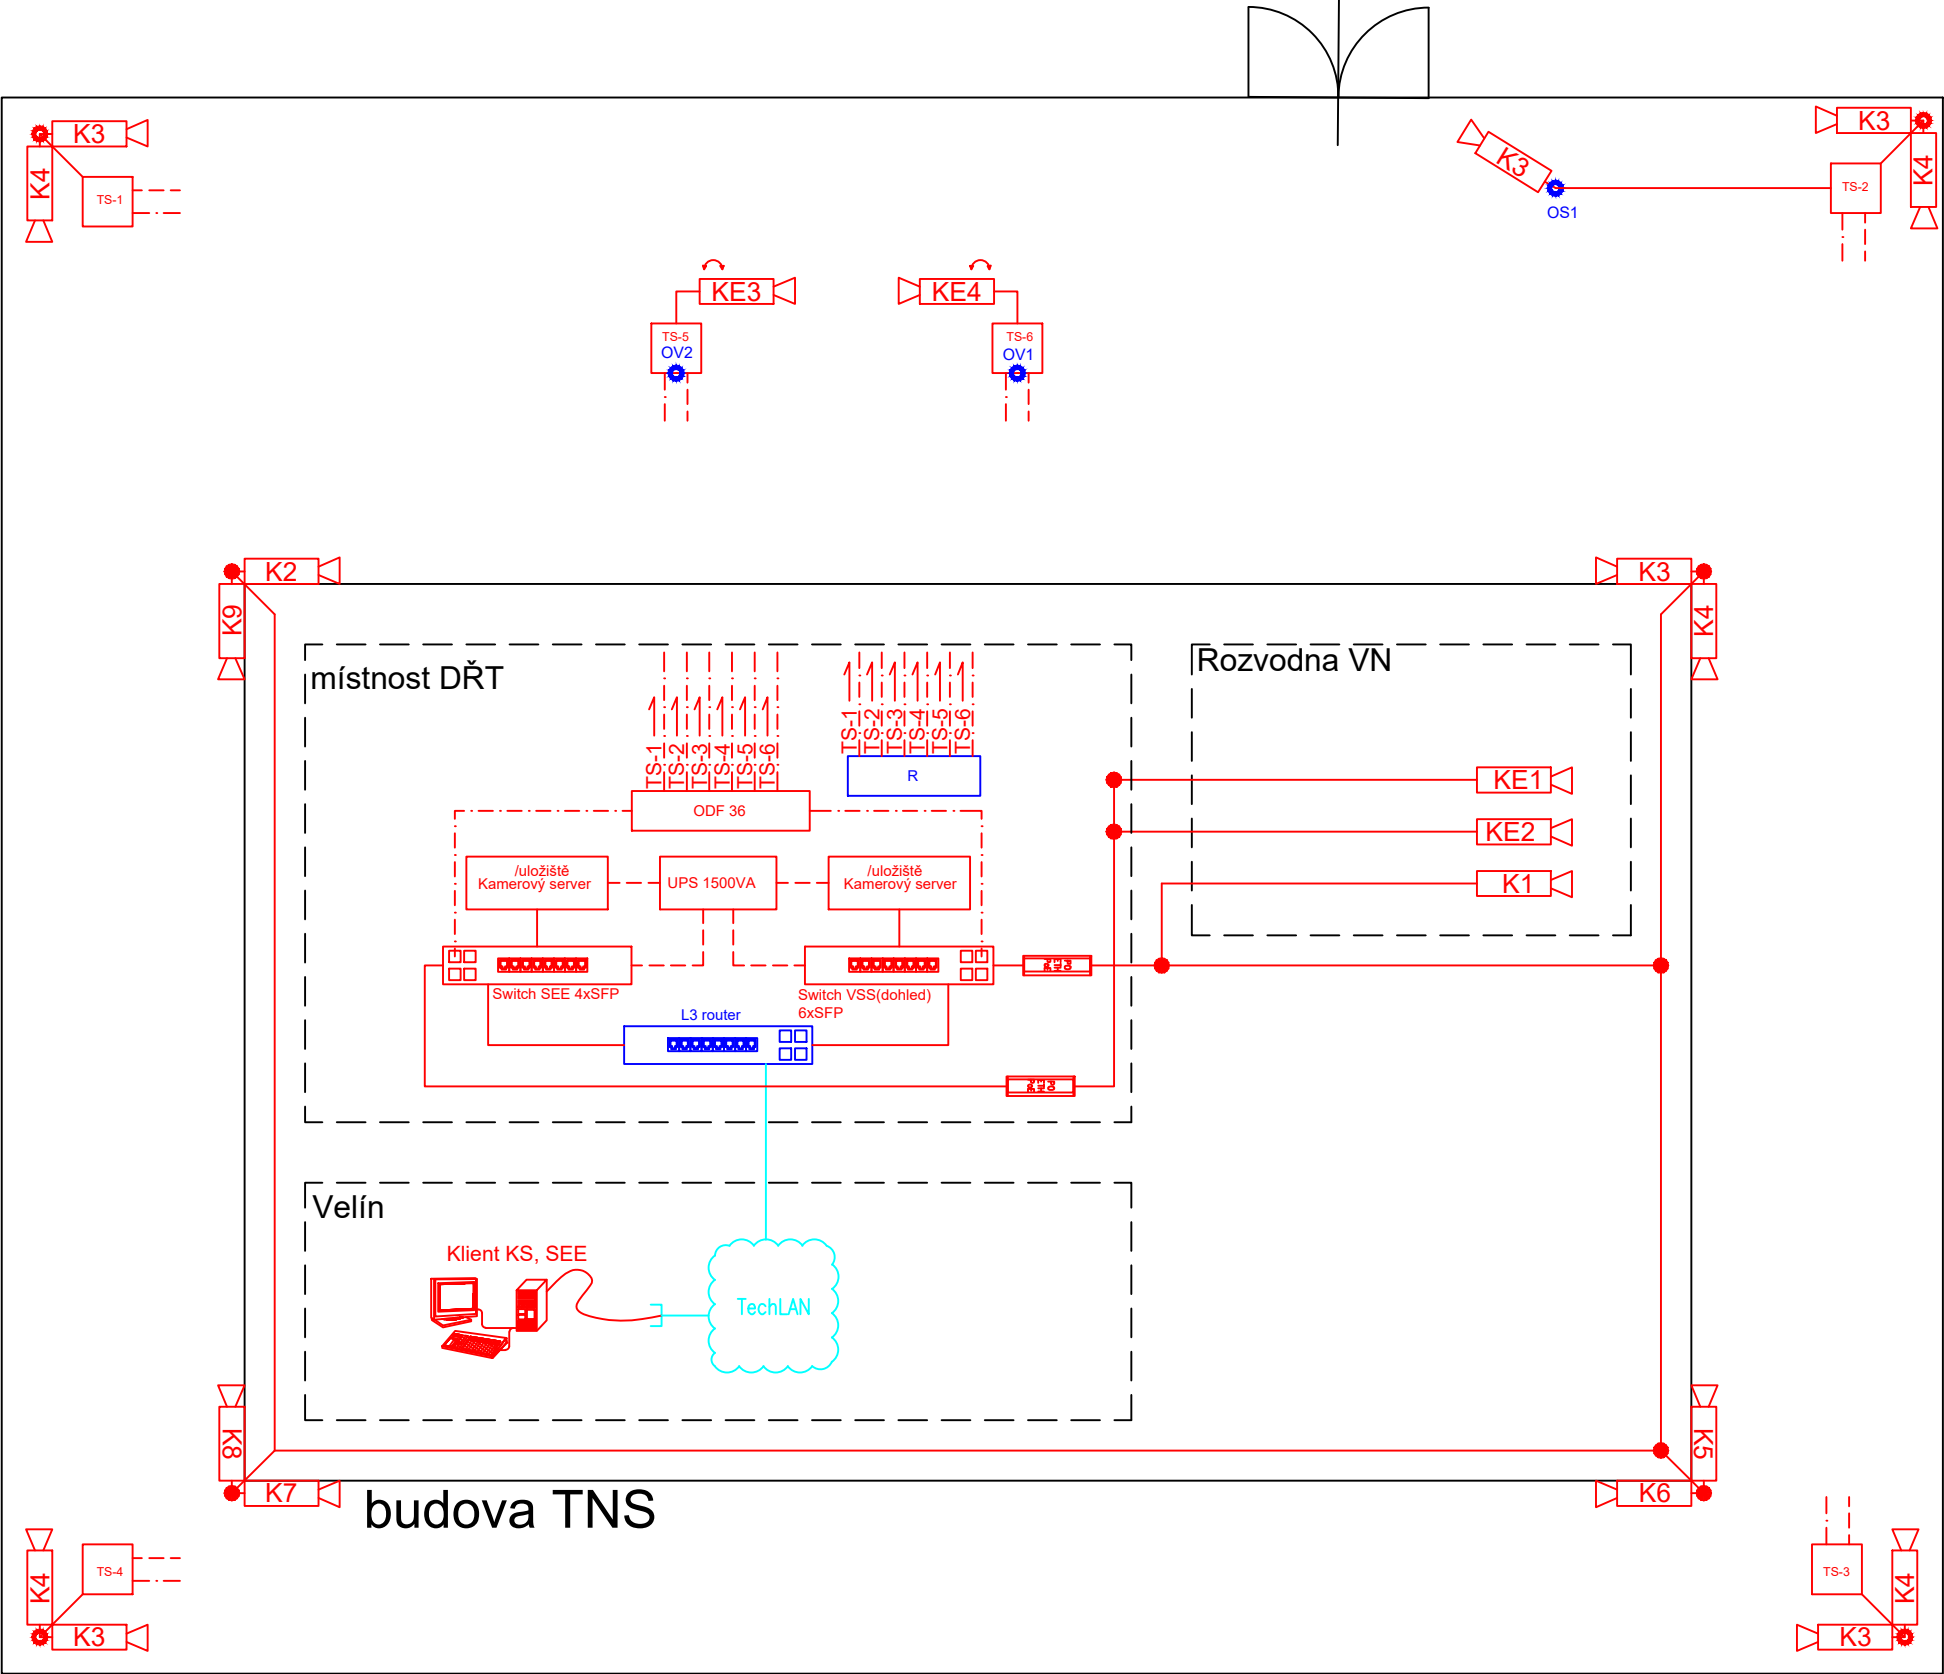 K3
K4
TS-1
K3
OS1
K3
K4
TS-2
KE3
TS-5
OV2
KE4
TS-6
OV1
K2
K9
K3
K4
místnost DŘT
TS-1
TS-2
TS-3
TS-4
TS-5
TS-6
TS-1
TS-2
TS-3
TS-4
TS-5
TS-6
R
ODF 36
/uložiště
Kamerový server
UPS 1500VA
/uložiště
Kamerový server
Switch SEE 4xSFP
Switch VSS(dohled)
6xSFP
L3 router
Rozvodna VN
KE1
KE2
K1
Velín
Klient KS, SEE
TechLAN
K8
K7
budova TNS
K5
K6
K4
TS-4
K3
TS-3
K4
K3